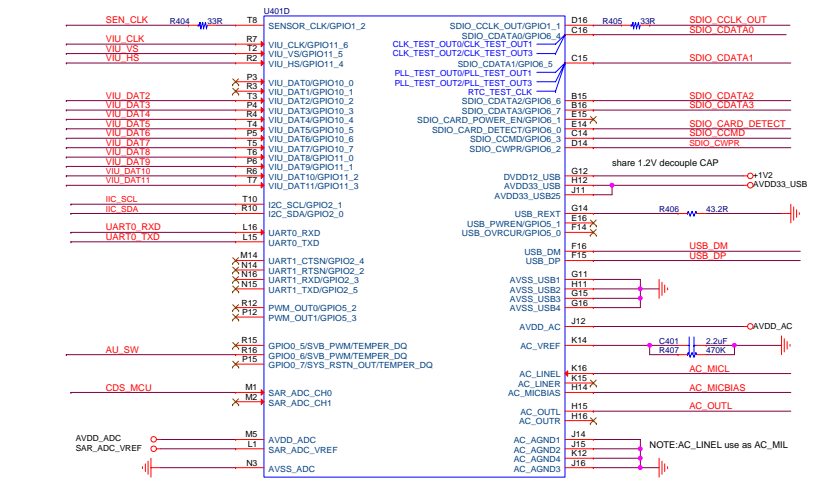 U401D
SEN_CLK R404 33R T8 SENSOR_CLK/GPIO1_2
VIU_CLK R7 VIU_CLK/GPIO11_6
VIU_VS T2 VIU_VS/GPIO11_5
VIU_HS R2 VIU_HS/GPIO11_4
P3 VIU_DAT0/GPIO10_0
R3 VIU_DAT1/GPIO10_1
VIU_DAT2 T3 VIU_DAT2/GPIO10_2
VIU_DAT3 P4 VIU_DAT3/GPIO10_3
VIU_DAT4 R4 VIU_DAT4/GPIO10_4
VIU_DAT5 T4 VIU_DAT5/GPIO10_5
VIU_DAT6 P5 VIU_DAT6/GPIO10_6
VIU_DAT7 T5 VIU_DAT7/GPIO10_7
VIU_DAT8 T6 VIU_DAT8/GPIO11_0
VIU_DAT9 P6 VIU_DAT9/GPIO11_1
VIU_DAT10 R6 VIU_DAT10/GPIO11_2
VIU_DAT11 T7 VIU_DAT11/GPIO11_3
IIC_SCL T10 I2C_SCL/GPIO2_1
IIC_SDA R10 I2C_SDA/GPIO2_0
UART0_RXD L16 UART0_RXD
UART0_TXD L15 UART0_TXD
M14 UART1_CTSN/GPIO2_4
N14 UART1_RTSN/GPIO2_2
N16 UART1_RXD/GPIO2_3
N15 UART1_TXD/GPIO2_5
R12 PWM_OUT0/GPIO5_2
P12 PWM_OUT1/GPIO5_3
R15 GPIO0_5/SVB_PWM/TEMPER_DQ
AU_SW R16 GPIO0_6/SVB_PWM/TEMPER_DQ
P15 GPIO0_7/SYS_RSTN_OUT/TEMPER_DQ
CDS_MCU M1 SAR_ADC_CH0
M2 SAR_ADC_CH1
AVDD_ADC M5 AVDD_ADC
SAR_ADC_VREF L1 SAR_ADC_VREF
N3 AVSS_ADC
SDIO_CCLK_OUT/GPIO1_1 D16 R405 33R SDIO_CCLK_OUT
SDIO_CDATA0/GPIO6_4 C16 SDIO_CDATA0
CLK_TEST_OUT0/CLK_TEST_OUT1
CLK_TEST_OUT2/CLK_TEST_OUT3
SDIO_CDATA1/GPIO6_5 C15 SDIO_CDATA1
PLL_TEST_OUT0/PLL_TEST_OUT1
PLL_TEST_OUT2/PLL_TEST_OUT3
RTC_TEST_CLK
SDIO_CDATA2/GPIO6_6 B15 SDIO_CDATA2
SDIO_CDATA3/GPIO6_7 B16 SDIO_CDATA3
SDIO_CARD_POWER_EN/GPIO6_1 E15
SDIO_CARD_DETECT/GPIO6_0 E14 SDIO_CARD_DETECT
SDIO_CCMD/GPIO6_3 C14 SDIO_CCMD
SDIO_CWPR/GPIO6_2 D14 SDIO_CWPR
share 1.2V decouple CAP
DVDD12_USB G12 +1V2
AVDD33_USB H12 AVDD33_USB
AVDD33_USB25 J11
USB_REXT G14 R406 43.2R
USB_PWREN/GPIO5_1 E16
USB_OVRCUR/GPIO5_0 F14
USB_DM F16 USB_DM
USB_DP F15 USB_DP
AVSS_USB1 G11
AVSS_USB2 H11
AVSS_USB3 G15
AVSS_USB4 G16
AVDD_AC J12 AVDD_AC
AC_VREF K14 C401 2.2uF
R407 470K
AC_LINEL K16 AC_MICL
AC_LINER K15
AC_MICBIAS H14 AC_MICBIAS
AC_OUTL H15 AC_OUTL
AC_OUTR H16
AC_AGND1 J14
AC_AGND2 J15 NOTE:AC_LINEL use as AC_MIL
AC_AGND4 K12
AC_AGND3 J16